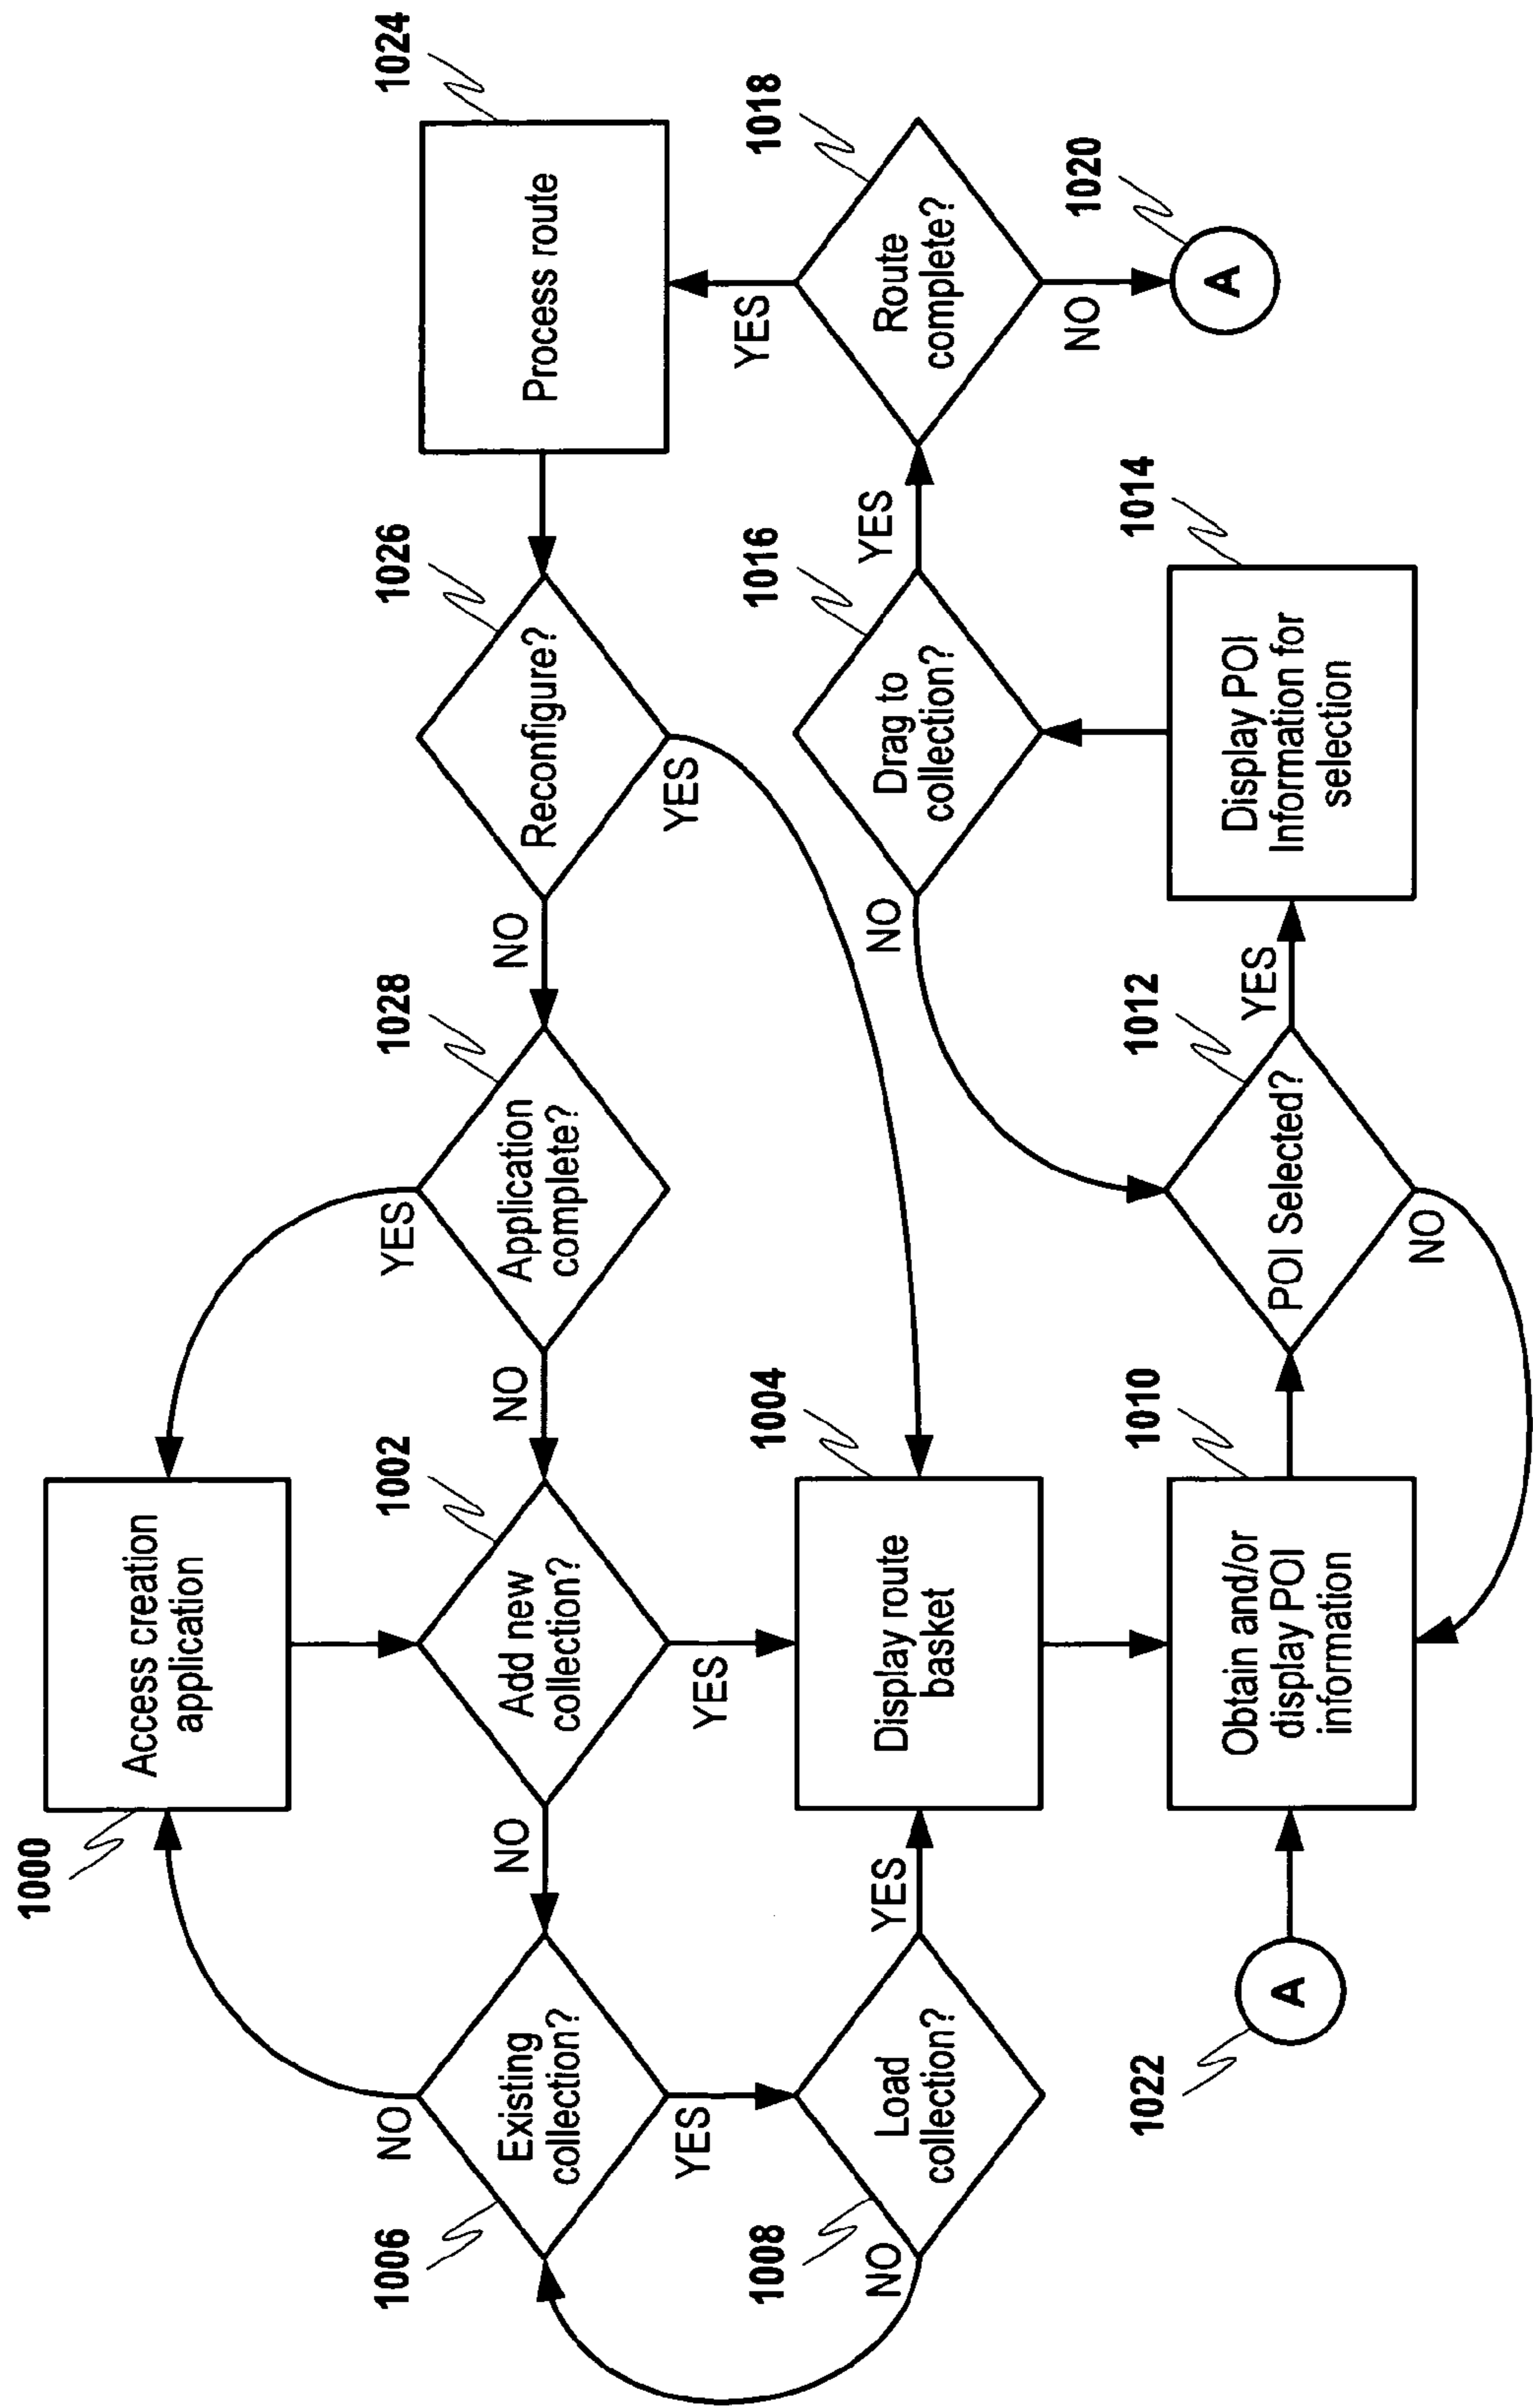 1000
Access creation
application
1006
NO
1002
YES
1028
1026
1024
Existing
collection?
NO
Add new
collection?
NO
Application
complete?
NO
Reconfigure?
Process route
YES
YES
YES
YES
1008
1004
1016
1018
NO
Load
collection?
YES
Display route
basket
NO
Drag to
collection?
YES
Route
complete?
NO
1020
A
1022
1010
1012
1014
A
Obtain and/or
display POI
information
POI Selected?
YES
Display POI
Information for
selection
NO